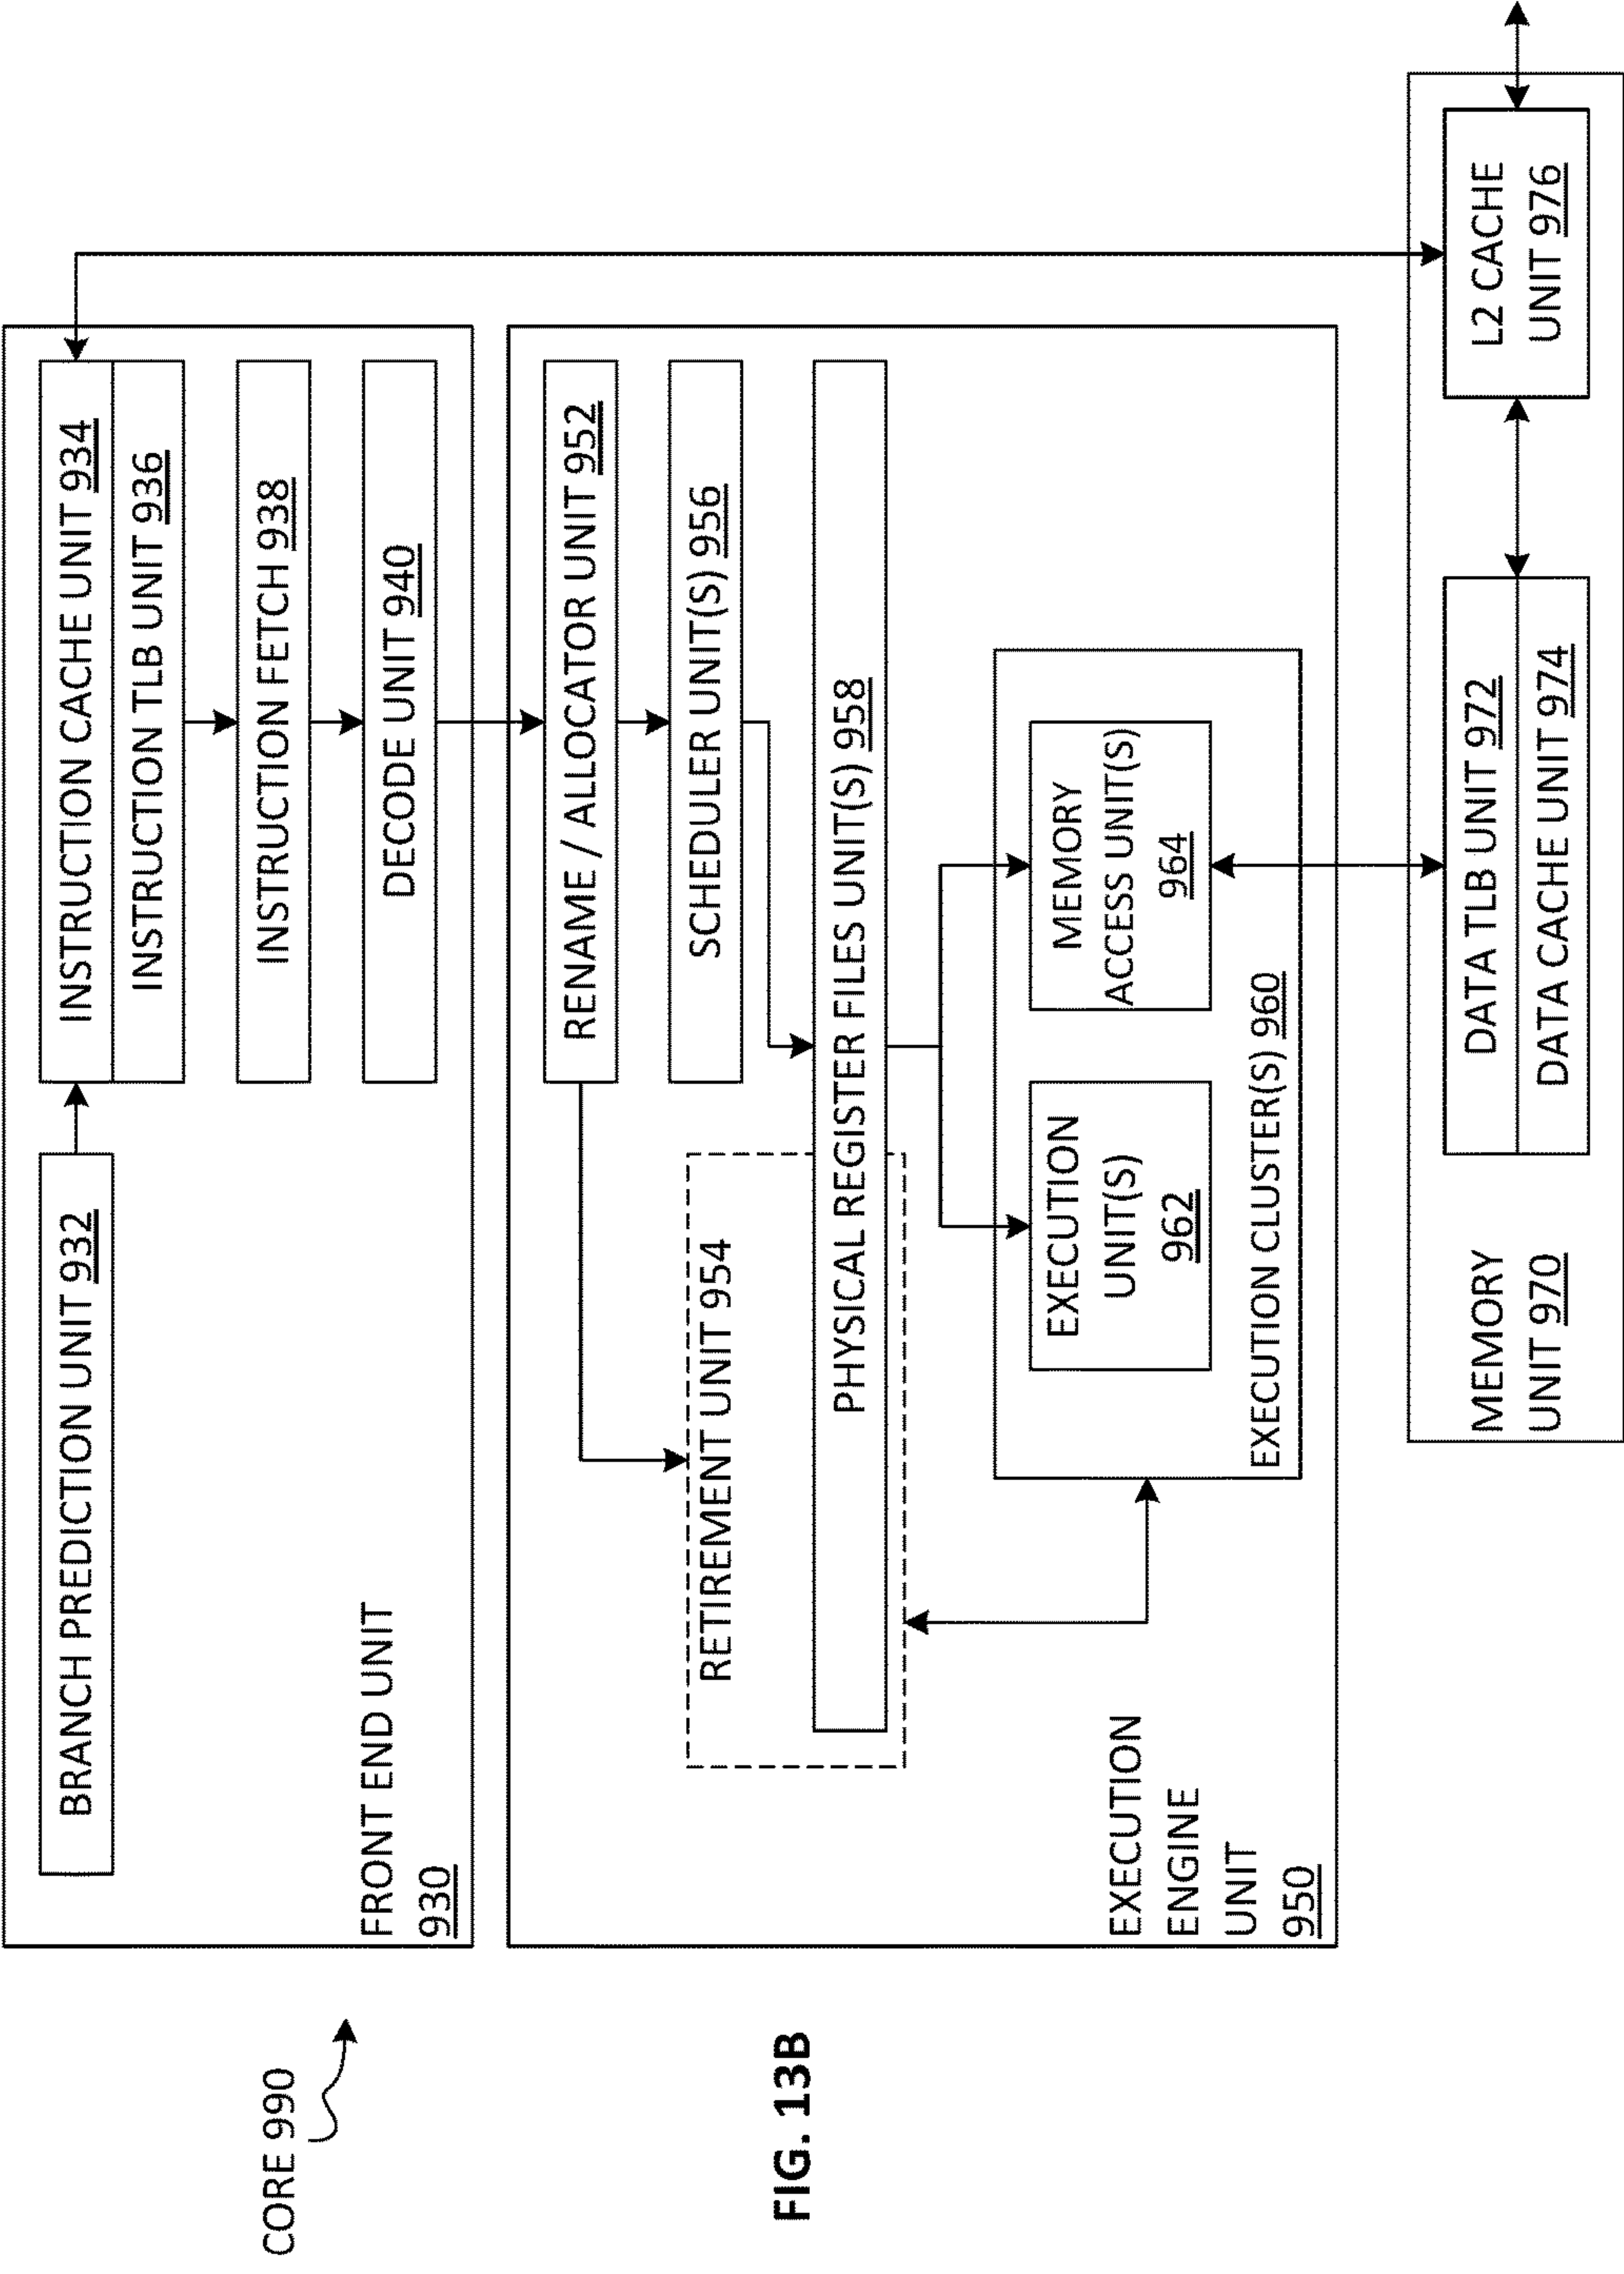 CORE 990
BRANCH PREDICTION UNIT 932
INSTRUCTION CACHE UNIT 934
INSTRUCTION TLB UNIT 936
INSTRUCTION FETCH 938
DECODE UNIT 940
FRONT END UNIT
930
RENAME / ALLOCATOR UNIT 952
SCHEDULER UNIT(S) 956
RETIREMENT UNIT 954
PHYSICAL REGISTER FILES UNIT(S) 958
EXECUTION
UNIT(S)
962
MEMORY
ACCESS UNIT(S)
964
EXECUTION CLUSTER(S) 960
EXECUTION
ENGINE
UNIT
950
MEMORY
UNIT 970
DATA TLB UNIT 972
DATA CACHE UNIT 974
L2 CACHE
UNIT 976
FIG. 13B